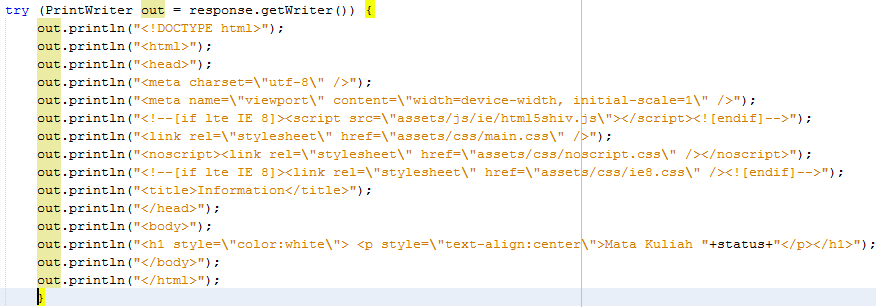 try (PrintWriter out = response.getWriter()) {
out.println("<!DOCTYPE html>");
out.println("<html>");
out.println("<head>");
out.println("<meta charset=\"utf-8\" />");
out.println("<meta name=\"viewport\" content=\"width=device-width, initial-scale=1\" />");
out.println("<!--[if lte IE 8]><script src=\"assets/js/ie/html5shiv.js\"></script><![endif]-->");
out.println("<link rel=\"stylesheet\" href=\"assets/css/main.css\" />");
out.println("<noscript><link rel=\"stylesheet\" href=\"assets/css/noscript.css\" /></noscript>");
out.println("<!--[if lte IE 8]><link rel=\"stylesheet\" href=\"assets/css/ie8.css\" /><![endif]-->");
out.println("<title>Information</title>");
out.println("</head>");
out.println("<body>");
out.println("<h1 style=\"color:white\"> <p style=\"text-align:center\">Mata Kuliah "+status+"</p></h1>");
out.println("</body>");
out.println("</html>");
}